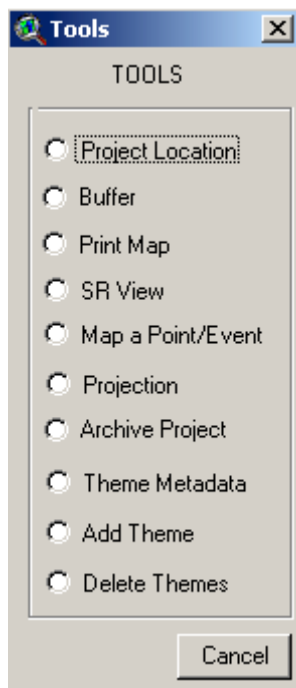 Tools
TOOLS
Project Location
Buffer
Print Map
SR View
Map a Point/Event
Projection
Archive Project
Theme Metadata
Add Theme
Delete Themes
Cancel